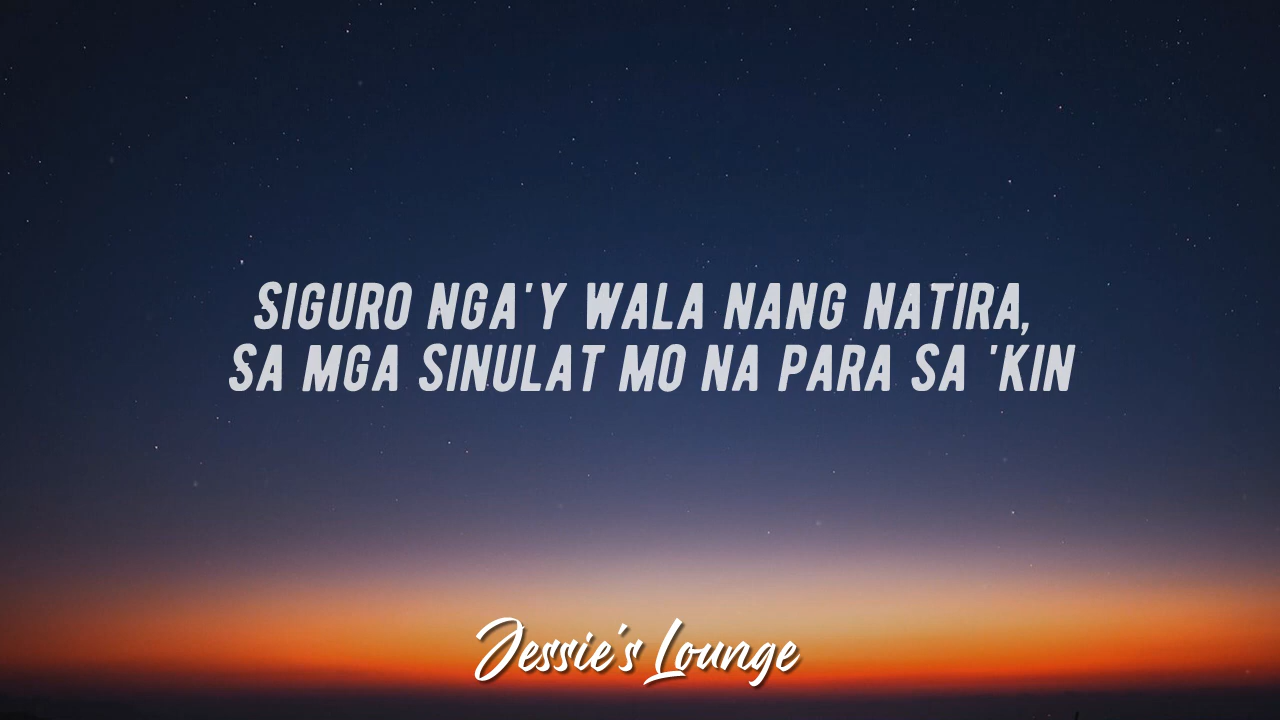 SIGURO NGA'Y WALA NANG NATIRA,
SA MGA SINULAT MO NA PARA SA 'KIN
Jessie's Lounge